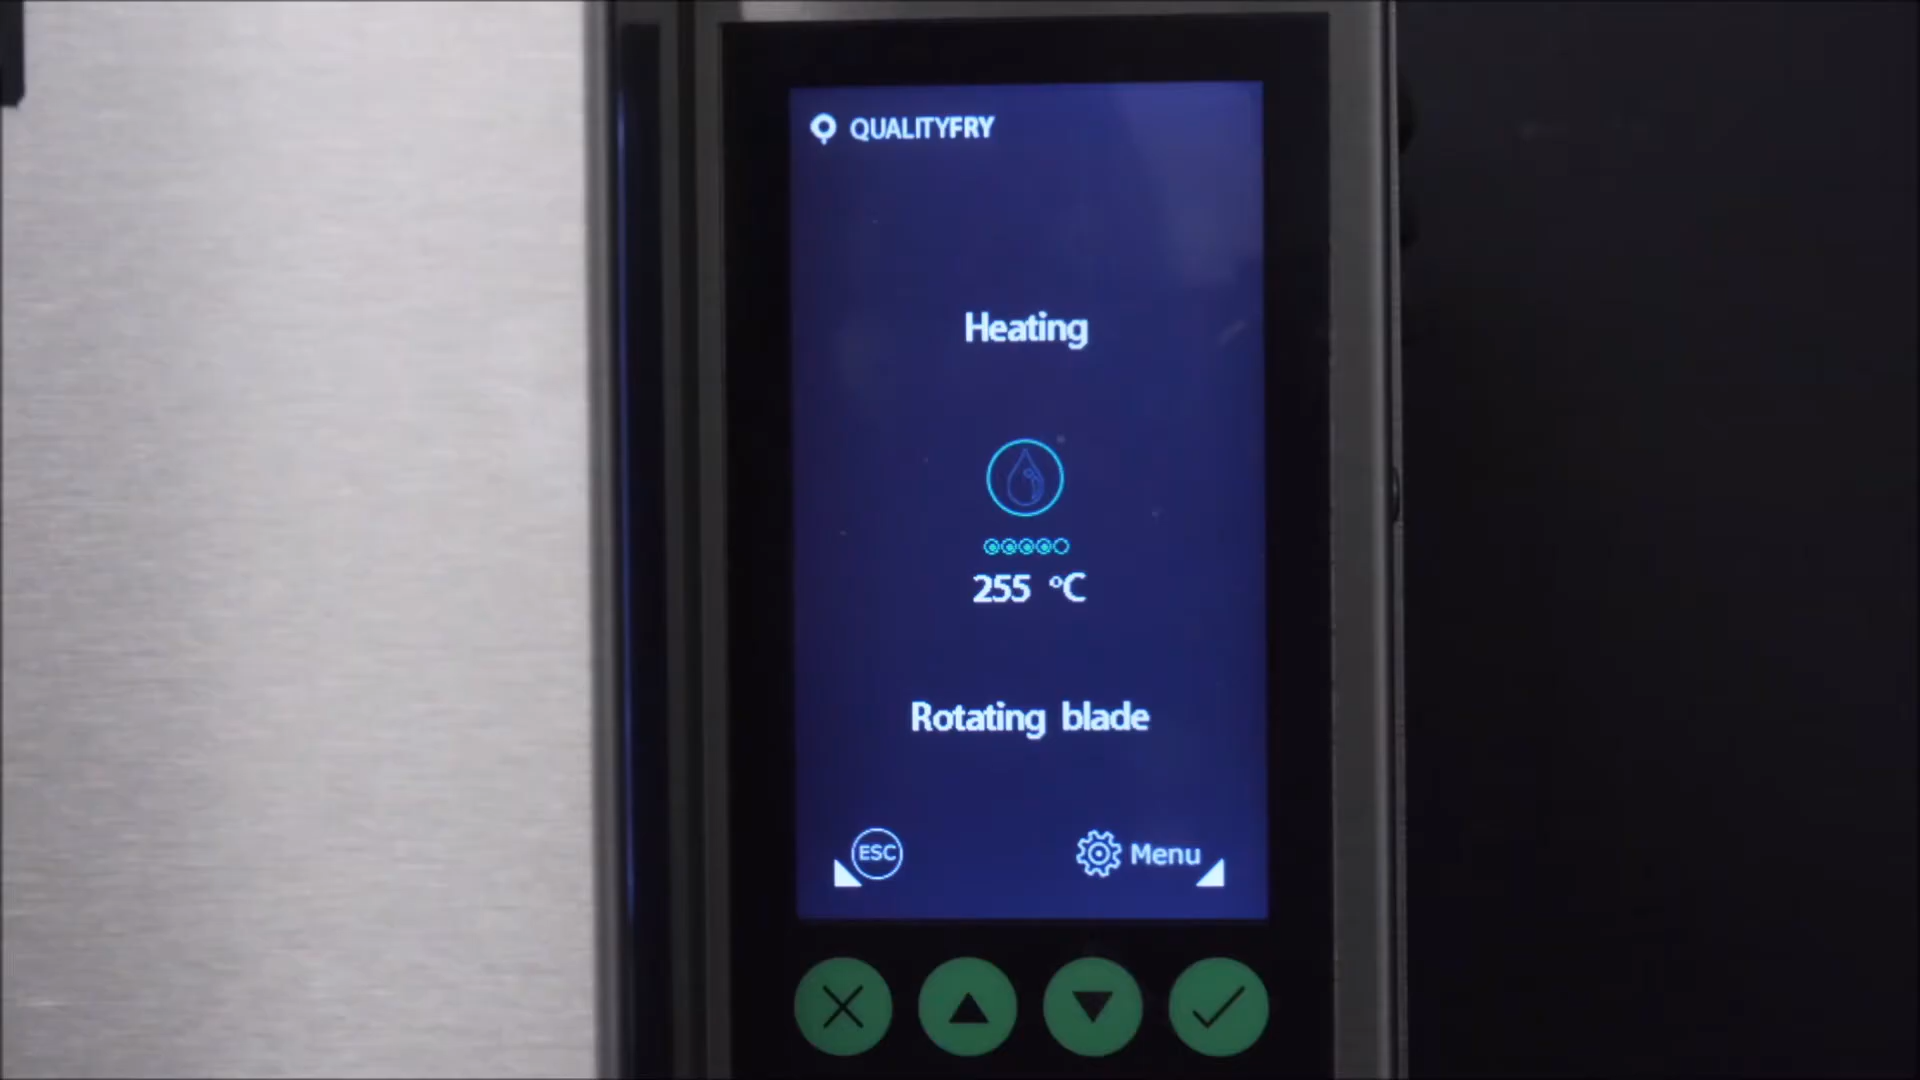 QUALITYFRY
Heating
255 °C
Rotating blade
ESC
Menu